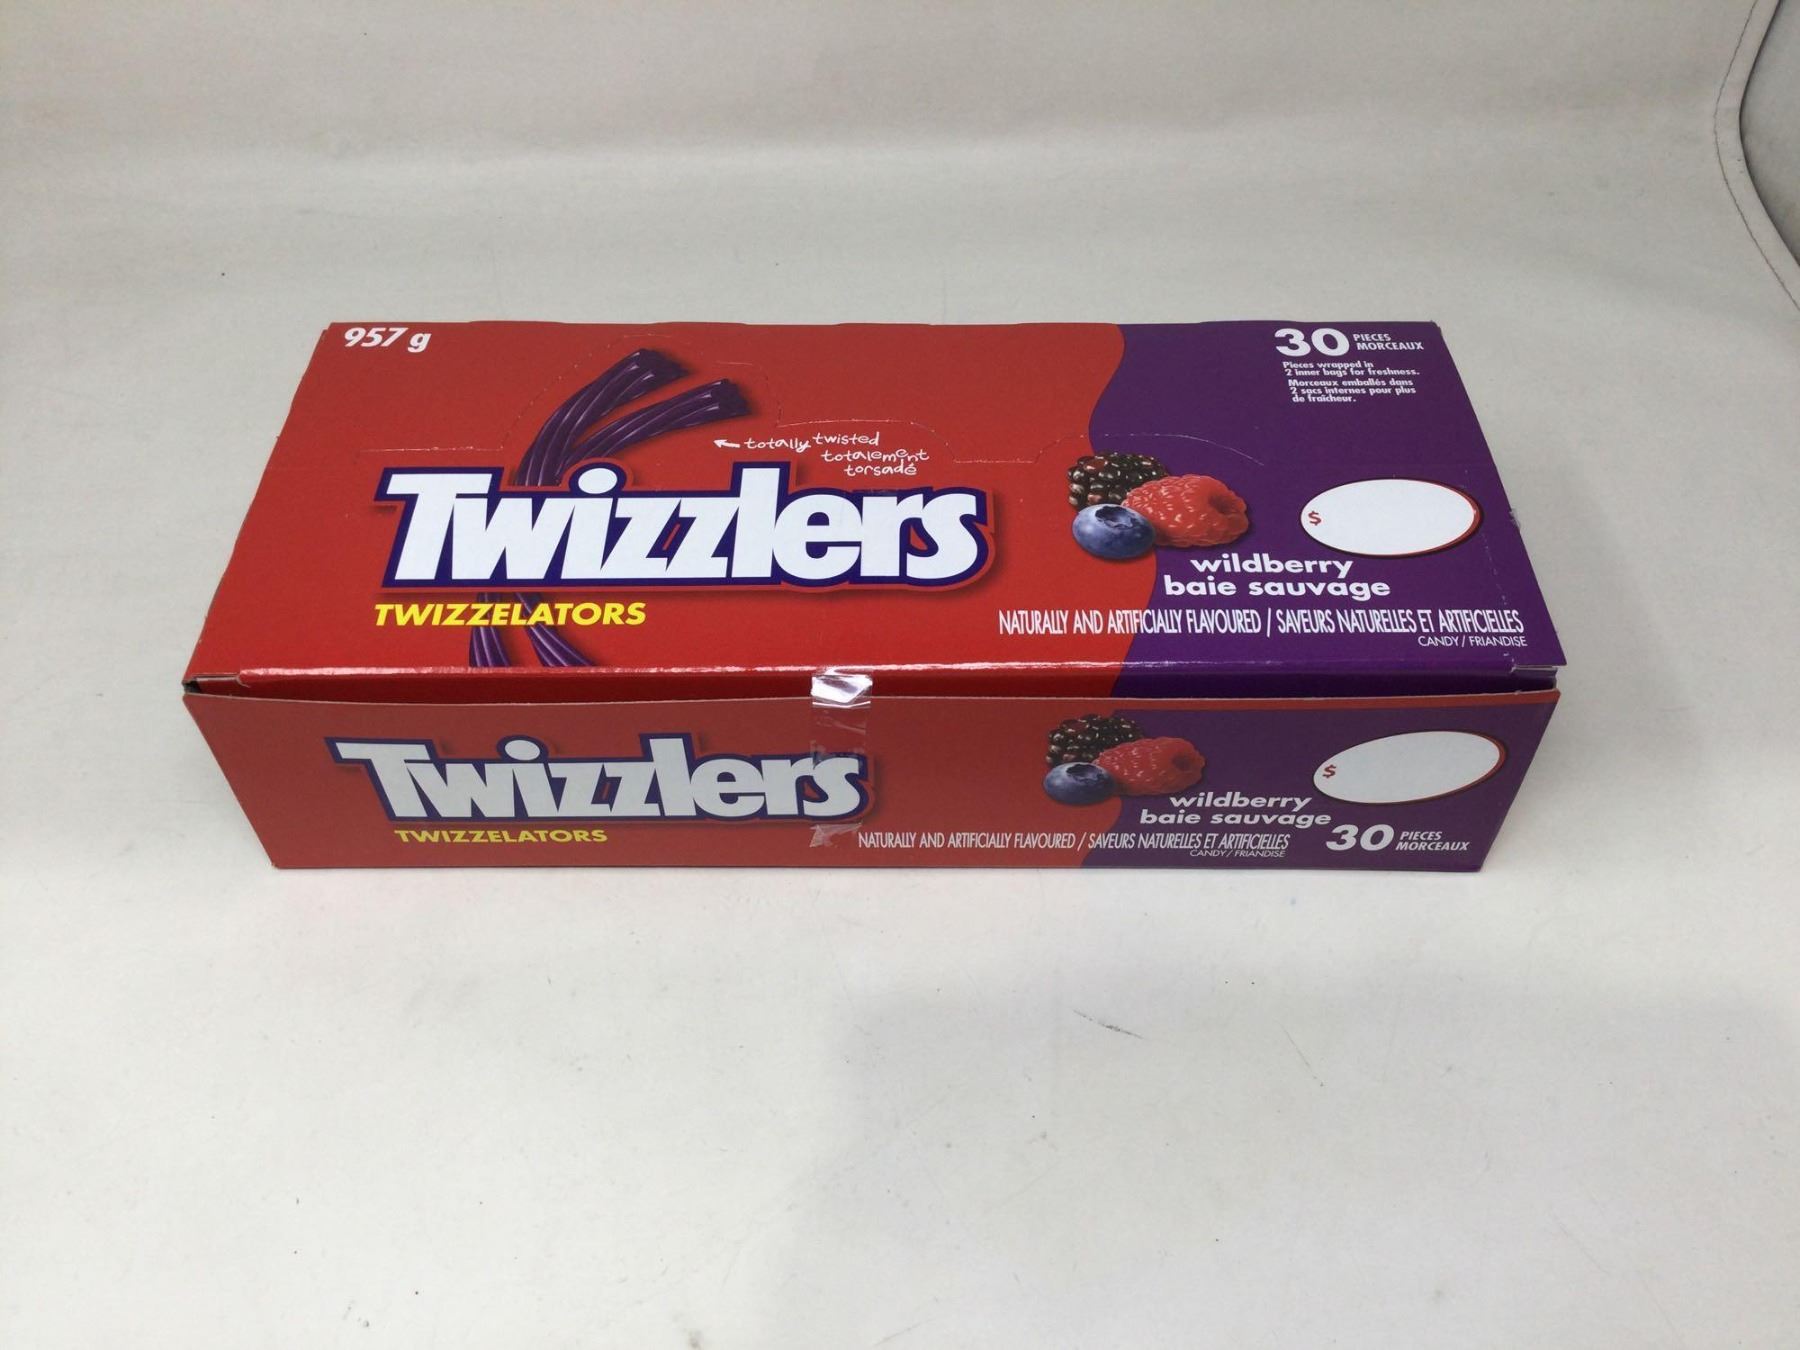 957 g
30 PIECES
MORCEAUX
Pieces wrapped in
2 inner bags for freshness.
Morceaux emballés dans
2 sacs internes pour plus
de fraîcheur.
totally twisted
totalement
torsadé
Twizzlers
TWIZZELATORS
$
wildberry
baie sauvage
NATURALLY AND ARTIFICIALLY FLAVOURED / SAVEURS NATURELLES ET ARTIFICIELLES
CANDY / FRIANDISE
Twizzlers
TWIZZELATORS
$
wildberry
baie sauvage
NATURALLY AND ARTIFICIALLY FLAVOURED / SAVEURS NATURELLES ET ARTIFICIELLES
CANDY / FRIANDISE
30 PIECES
MORCEAUX